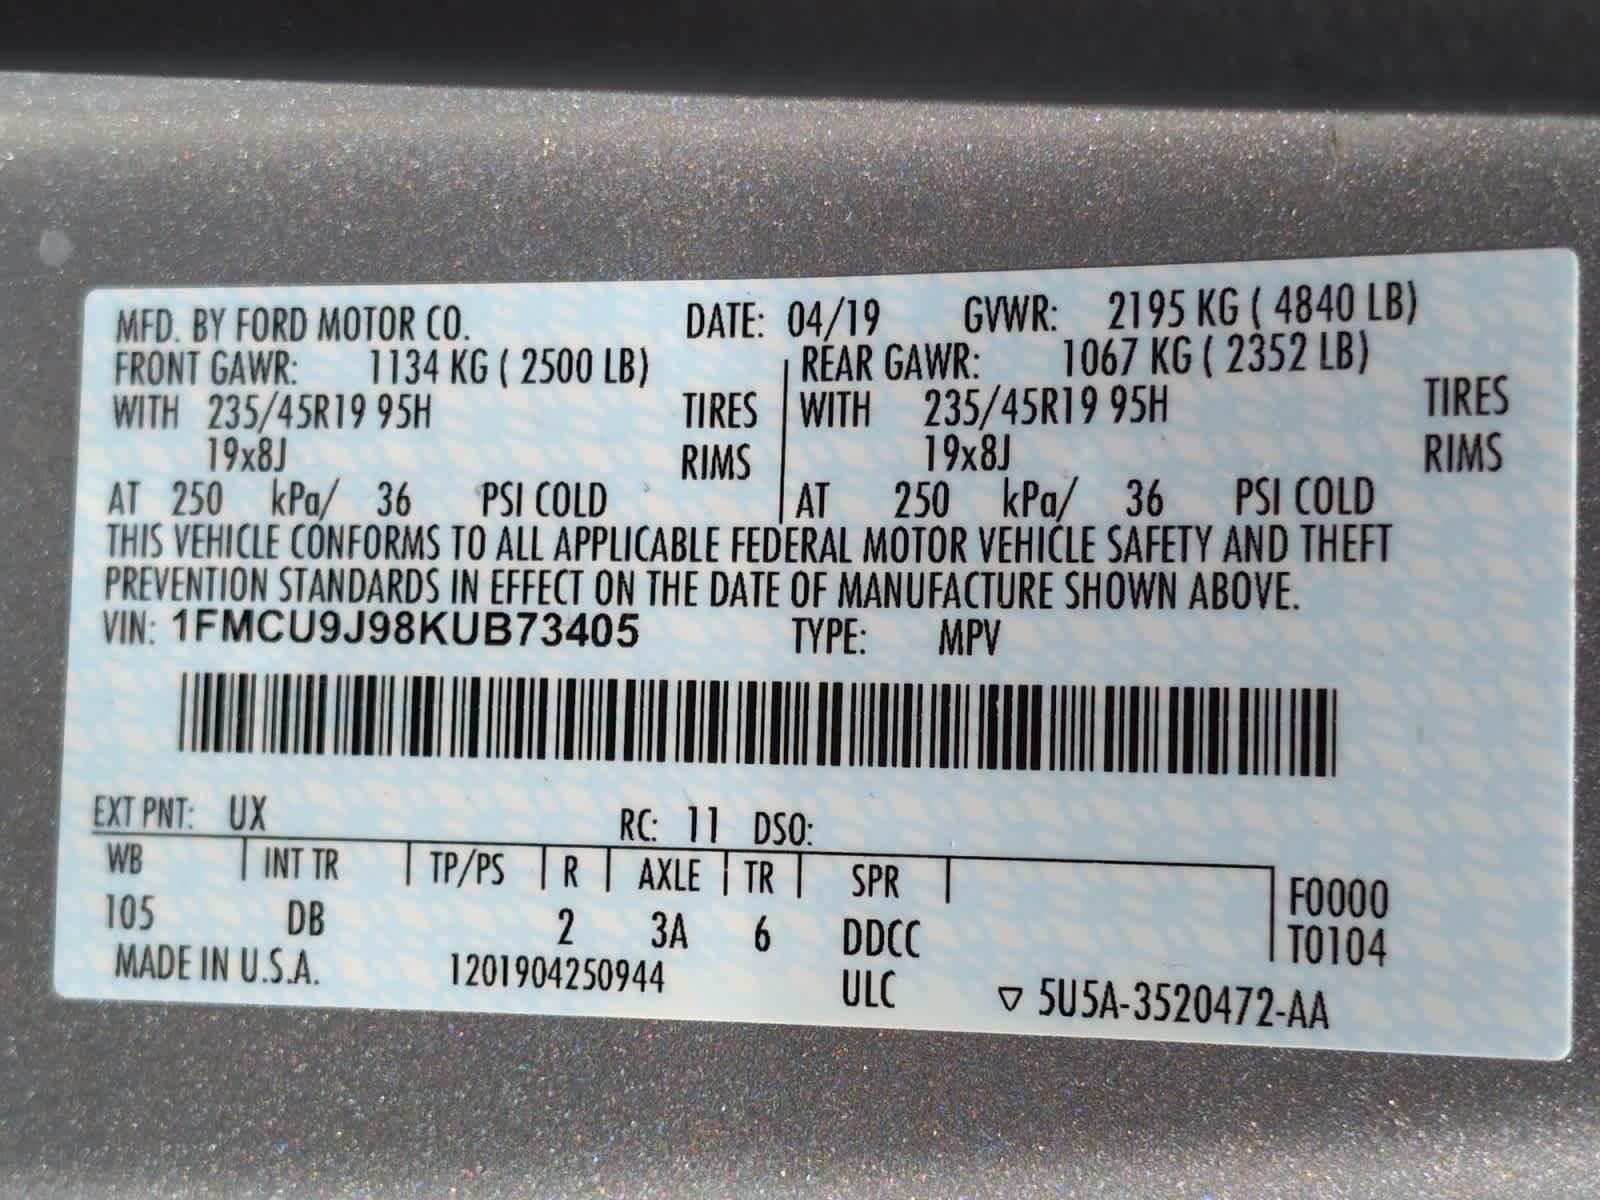 MFD. BY FORD MOTOR CO. DATE: 04/19 GVWR: 2195 KG ( 4840 LB)
FRONT GAWR: 1134 KG ( 2500 LB) REAR GAWR: 1067 KG ( 2352 LB)
WITH 235/45R19 95H TIRES WITH 235/45R19 95H TIRES
19x8J RIMS 19x8J RIMS
AT 250 kPa/ 36 PSI COLD AT 250 kPa/ 36 PSI COLD
THIS VEHICLE CONFORMS TO ALL APPLICABLE FEDERAL MOTOR VEHICLE SAFETY AND THEFT
PREVENTION STANDARDS IN EFFECT ON THE DATE OF MANUFACTURE SHOWN ABOVE.
VIN: 1FMCU9J98KUB73405 TYPE: MPV
EXT PNT: UX RC: 11 DSO:
WB INT TR TP/PS R AXLE TR SPR F0000
105 DB 2 3A 6 DDCC T0104
MADE IN U.S.A. 1201904250944 ULC ▽ 5U5A-3520472-AA